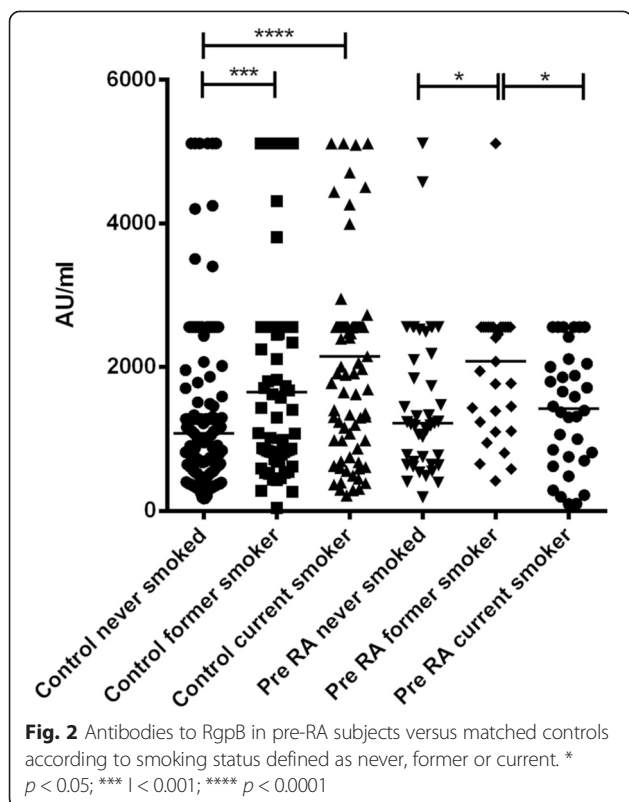 ****
***
*
*
6000
4000
2000
0
AU/ml
Control never smoked
Control former smoker
Control current smoker
Pre RA never smoked
Pre RA former smoker
Pre RA current smoker
Fig. 2 Antibodies to RgpB in pre-RA subjects versus matched controls
according to smoking status defined as never, former or current. *
p < 0.05; *** l < 0.001; **** p < 0.0001